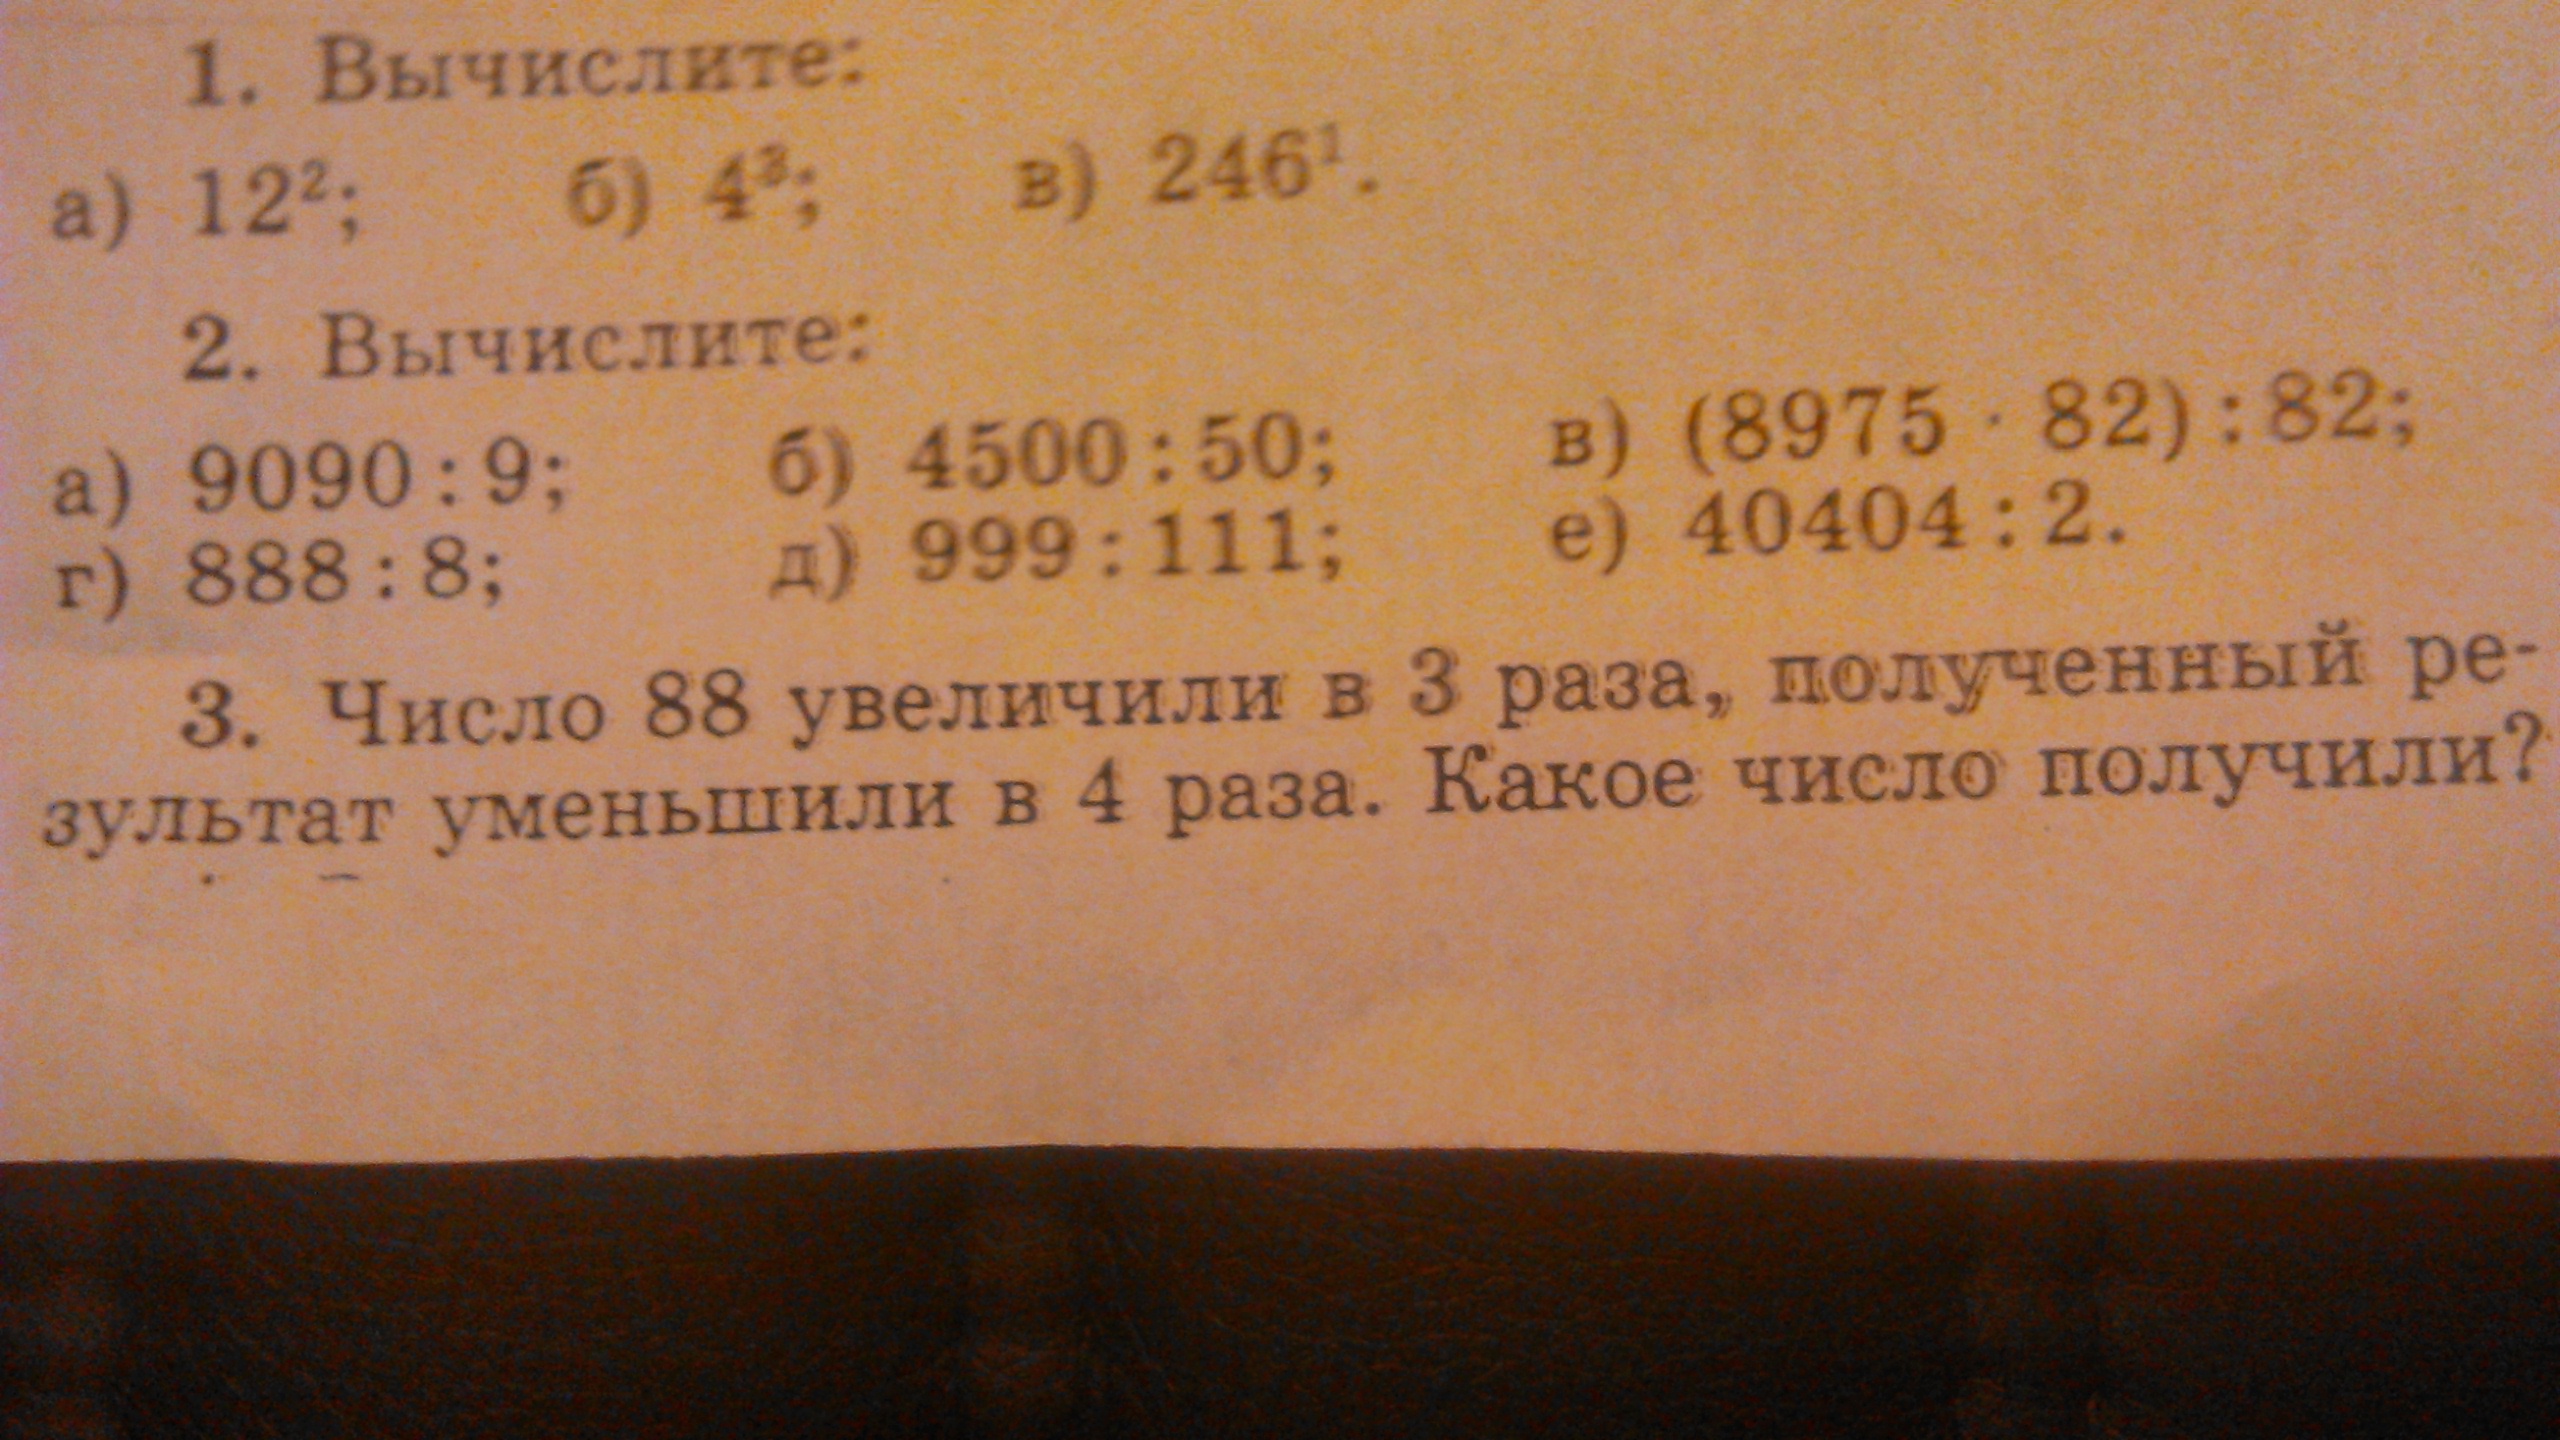 1. Вычислите:
а) 12²; б) 4³; в) 246¹.
2. Вычислите:
а) 9090 : 9; б) 4500 : 50; в) (8975 · 82) : 82;
г) 888 : 8; д) 999 : 111; е) 40404 : 2.
3. Число 88 увеличили в 3 раза, полученный ре-
зультат уменьшили в 4 раза. Какое число получили?